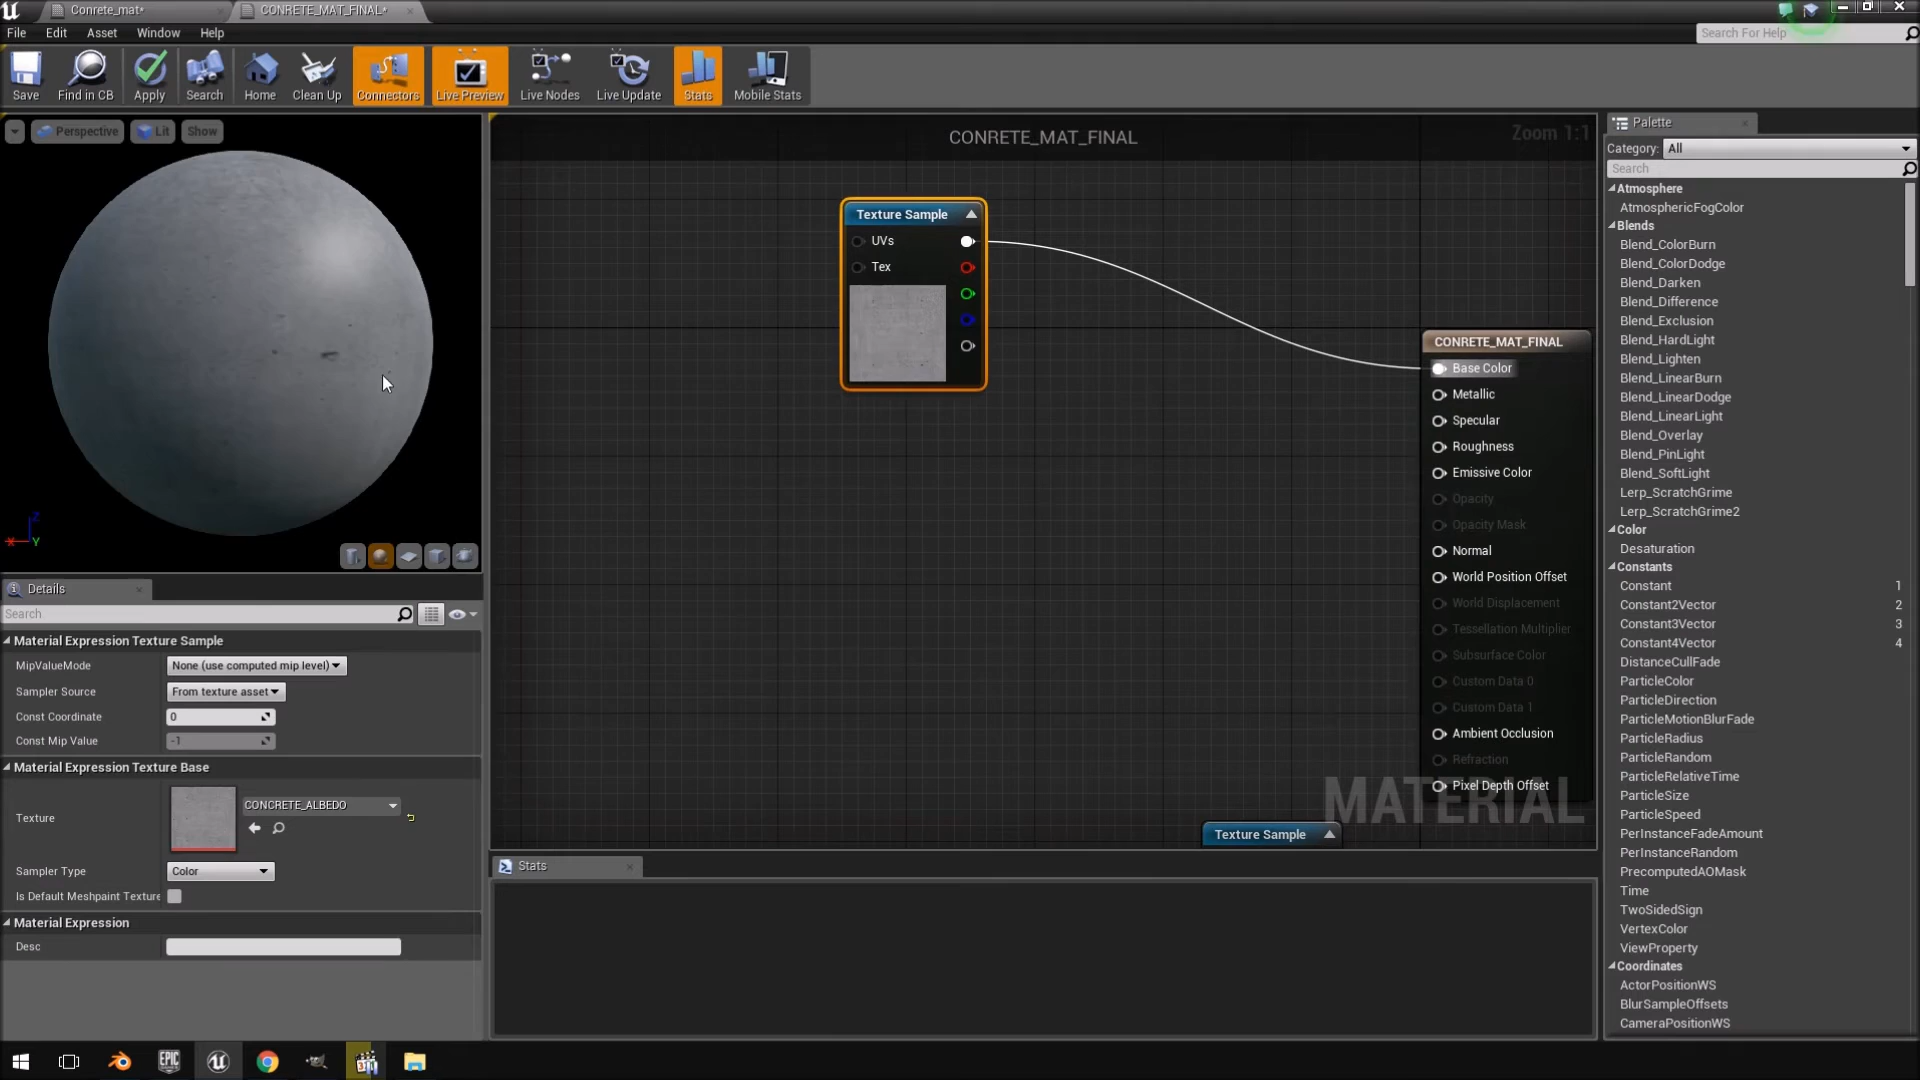 Conrete_mat*
CONRETE_MAT_FINAL*
File Edit Asset Window Help
Search For Help
Save
Find in CB
Apply
Search
Home
Clean Up
Connectors
Live Preview
Live Nodes
Live Update
Stats
Mobile Stats
Perspective
Lit
Show
CONRETE_MAT_FINAL
Zoom 1:1
Texture Sample
UVs
Tex
CONRETE_MAT_FINAL
Base Color
Metallic
Specular
Roughness
Emissive Color
Opacity
Opacity Mask
Normal
World Position Offset
World Displacement
Tessellation Multiplier
Subsurface Color
Custom Data 0
Custom Data 1
Ambient Occlusion
Refraction
Pixel Depth Offset
MATERIAL
Texture Sample
Z
X
Y
Details
Search
Material Expression Texture Sample
MipValueMode None (use computed mip level)
Sampler Source From texture asset
Const Coordinate 0
Const Mip Value -1
Material Expression Texture Base
Texture CONCRETE_ALBEDO
Sampler Type Color
Is Default Meshpaint Texture
Material Expression
Desc
Stats
Palette
Category: All
Search
Atmosphere
AtmosphericFogColor
Blends
Blend_ColorBurn
Blend_ColorDodge
Blend_Darken
Blend_Difference
Blend_Exclusion
Blend_HardLight
Blend_Lighten
Blend_LinearBurn
Blend_LinearDodge
Blend_LinearLight
Blend_Overlay
Blend_PinLight
Blend_SoftLight
Lerp_ScratchGrime
Lerp_ScratchGrime2
Color
Desaturation
Constants
Constant 1
Constant2Vector 2
Constant3Vector 3
Constant4Vector 4
DistanceCullFade
ParticleColor
ParticleDirection
ParticleMotionBlurFade
ParticleRadius
ParticleRandom
ParticleRelativeTime
ParticleSize
ParticleSpeed
PerInstanceFadeAmount
PerInstanceRandom
PrecomputedAOMask
Time
TwoSidedSign
VertexColor
ViewProperty
Coordinates
ActorPositionWS
BlurSampleOffsets
CameraPositionWS
EPIC